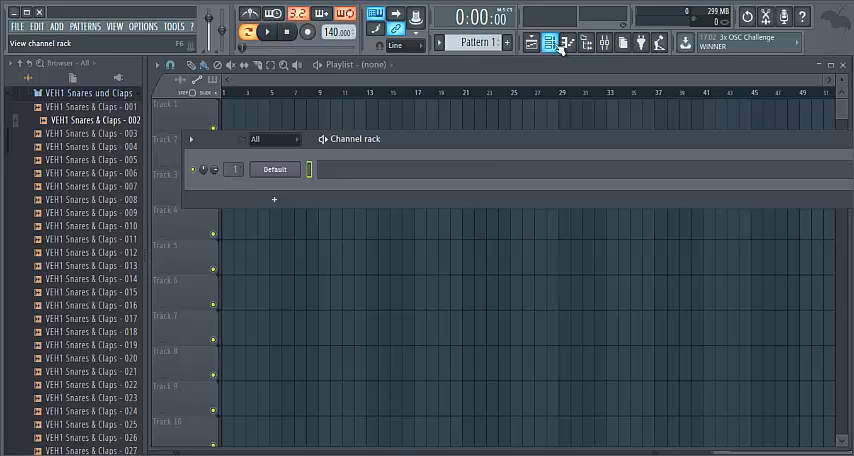 FILE EDIT ADD PATTERNS VIEW OPTIONS TOOLS ?
View channel rack F6
3.2
140.000
Line
0:00:00
M:S:CS
Pattern 1
0
299 MB
0
17.02 3x OSC Challenge
WINNER
Browser - All
Playlist - (none)
VEH1 Snares und Claps
VEH1 Snares & Claps - 001
VEH1 Snares & Claps - 002
VEH1 Snares & Claps - 003
VEH1 Snares & Claps - 004
VEH1 Snares & Claps - 005
VEH1 Snares & Claps - 006
VEH1 Snares & Claps - 007
VEH1 Snares & Claps - 008
VEH1 Snares & Claps - 009
VEH1 Snares & Claps - 010
VEH1 Snares & Claps - 011
VEH1 Snares & Claps - 012
VEH1 Snares & Claps - 013
VEH1 Snares & Claps - 014
VEH1 Snares & Claps - 015
VEH1 Snares & Claps - 016
VEH1 Snares & Claps - 017
VEH1 Snares & Claps - 018
VEH1 Snares & Claps - 019
VEH1 Snares & Claps - 020
VEH1 Snares & Claps - 021
VEH1 Snares & Claps - 022
VEH1 Snares & Claps - 023
VEH1 Snares & Claps - 024
VEH1 Snares & Claps - 025
VEH1 Snares & Claps - 026
VEH1 Snares & Claps - 027
STEP SLIDE
1 3 5 7 9 11 13 15 17 19 21 23 25 27 29 31 33 35 37 39 41 43 45 47 49 51
Track 1
Track 2
Track 3
Track 4
Track 5
Track 6
Track 7
Track 8
Track 9
Track 10
All
Channel rack
1
Default
+